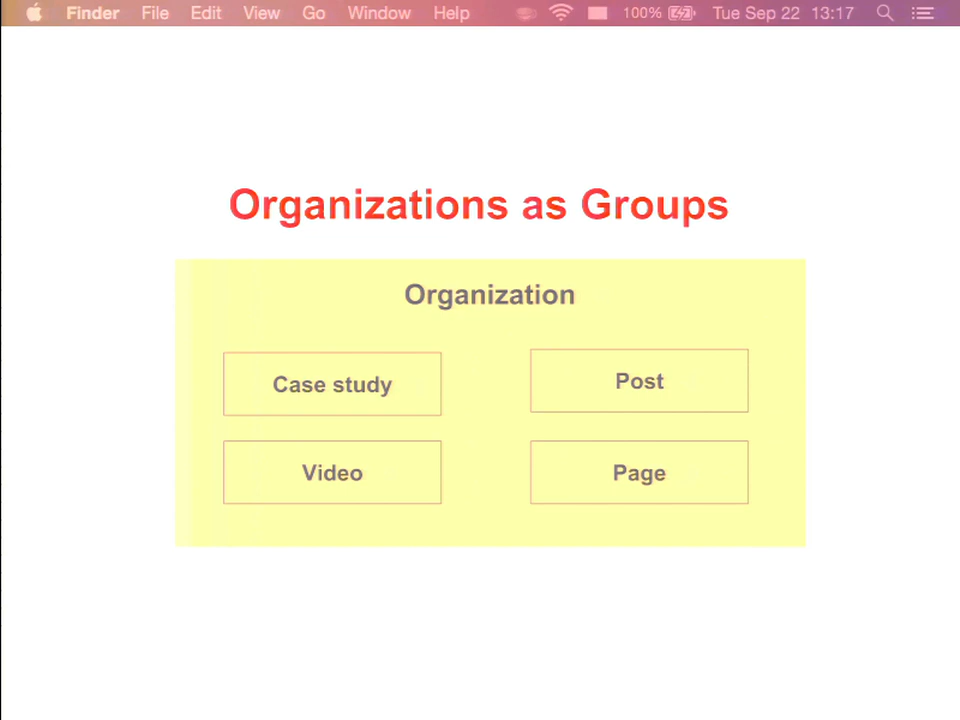 Finder File Edit View Go Window Help 100% Tue Sep 22 13:17
Organizations as Groups
Organization
Case study Post
Video Page